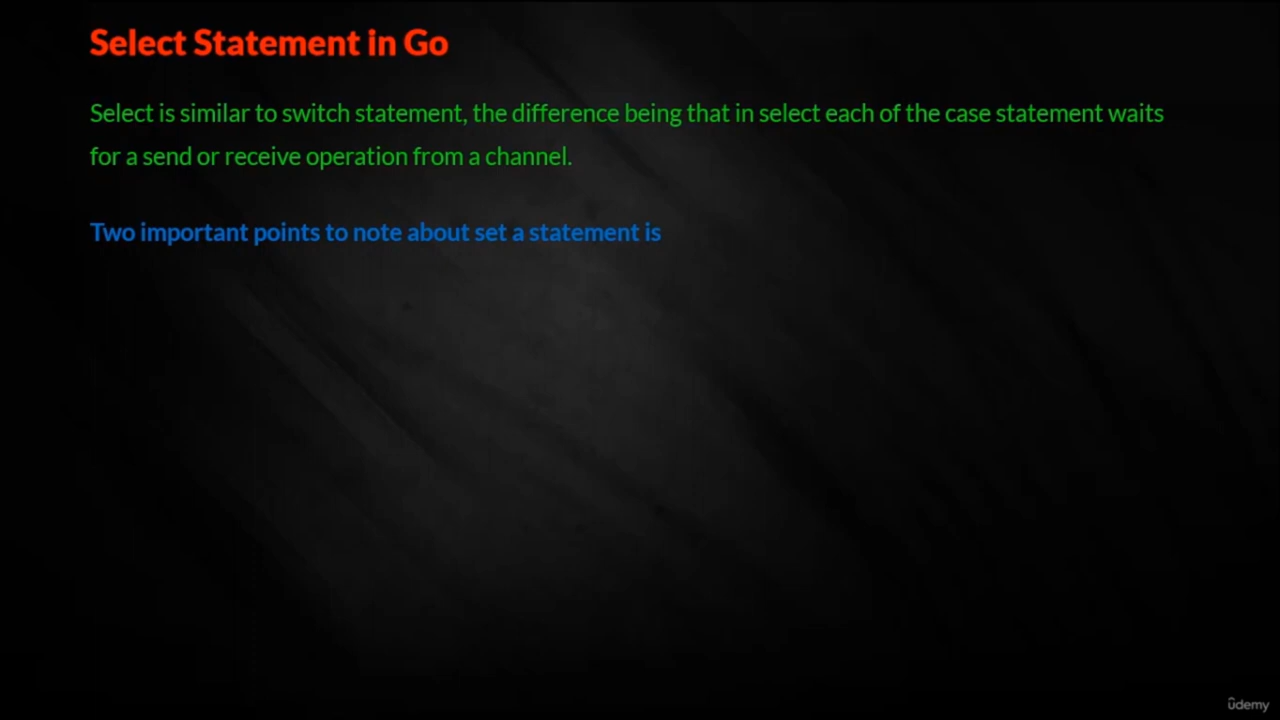 Select Statement in Go
Select is similar to switch statement, the difference being that in select each of the case statement waits
for a send or receive operation from a channel.
Two important points to note about set a statement is
ûdemy